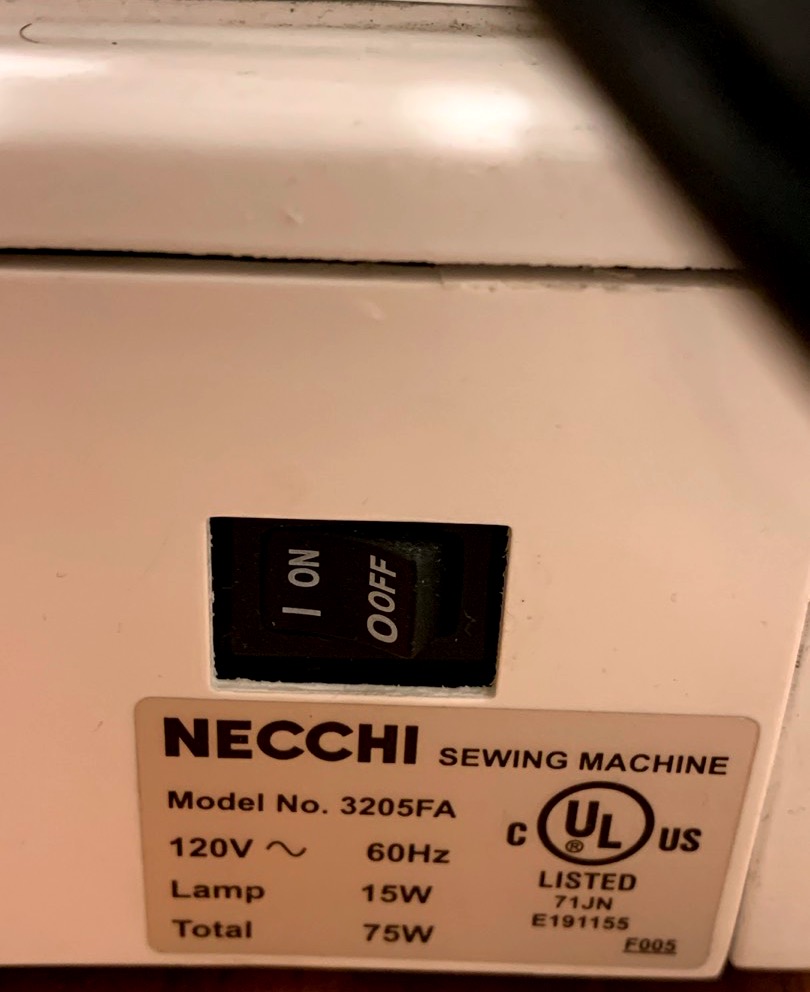 I ON
O OFF
NECCHI SEWING MACHINE
Model No. 3205FA
120V ~ 60Hz
Lamp 15W
Total 75W
C UL ® US
LISTED
71JN
E191155
F005